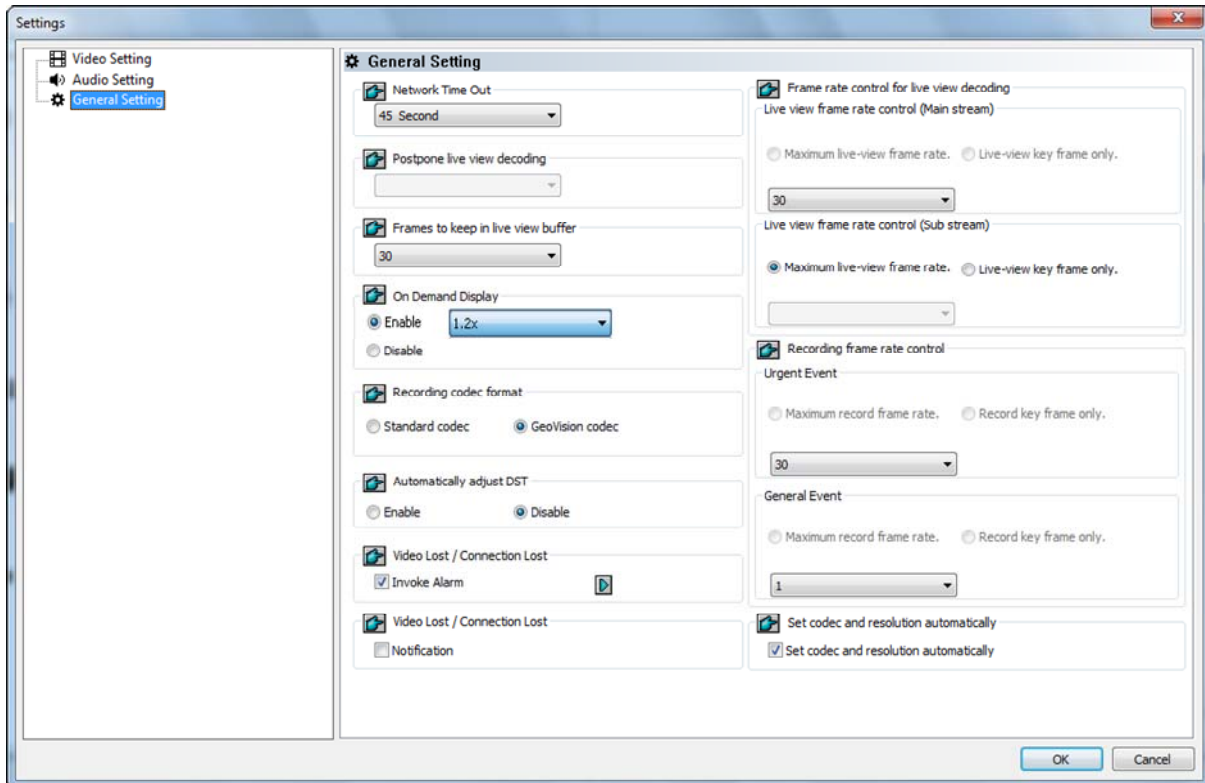 Settings
Video Setting
Audio Setting
General Setting
General Setting
Network Time Out
45 Second
Postpone live view decoding
Frames to keep in live view buffer
30
On Demand Display
Enable 1.2x
Disable
Recording codec format
Standard codec GeoVision codec
Automatically adjust DST
Enable Disable
Video Lost / Connection Lost
Invoke Alarm
Video Lost / Connection Lost
Notification
Frame rate control for live view decoding
Live view frame rate control (Main stream)
Maximum live-view frame rate. Live-view key frame only.
30
Live view frame rate control (Sub stream)
Maximum live-view frame rate. Live-view key frame only.
Recording frame rate control
Urgent Event
Maximum record frame rate. Record key frame only.
30
General Event
Maximum record frame rate. Record key frame only.
1
Set codec and resolution automatically
Set codec and resolution automatically
OK Cancel